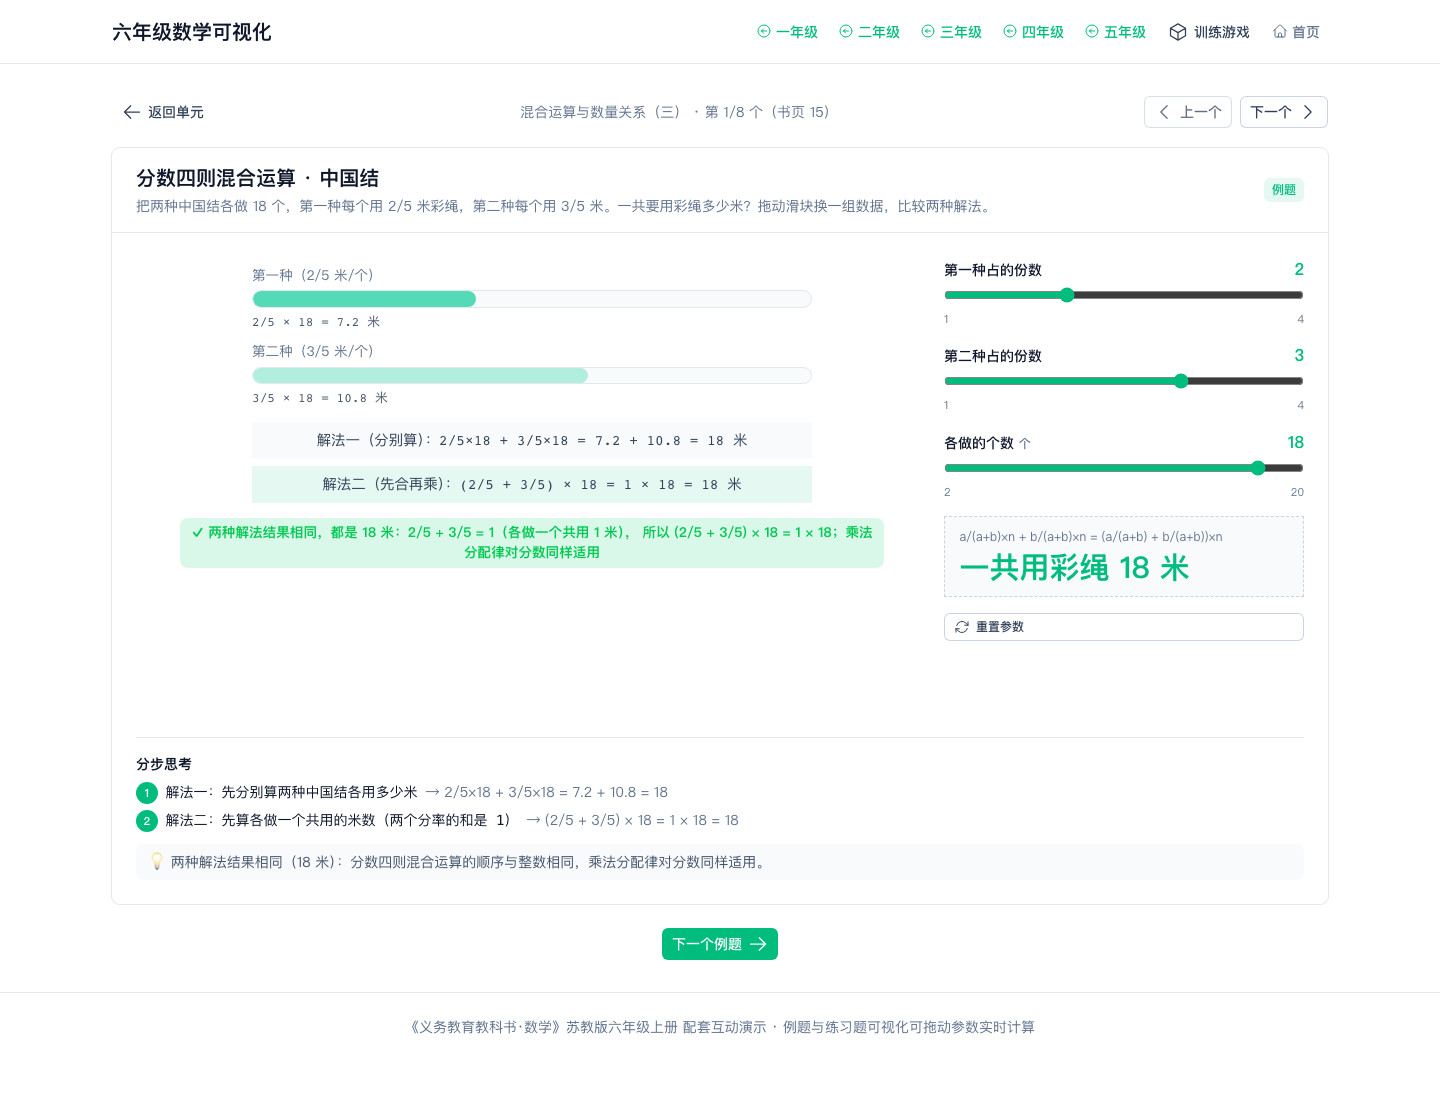 六年级数学可视化
一年级 二年级 三年级 四年级 五年级 训练游戏 首页
返回单元
混合运算与数量关系（三） · 第 1/8 个（书页 15）
上一个 下一个
分数四则混合运算 · 中国结
把两种中国结各做 18 个，第一种每个用 2/5 米彩绳，第二种每个用 3/5 米。一共要用彩绳多少米？拖动滑块换一组数据，比较两种解法。
例题
第一种（2/5 米/个）
2/5 × 18 = 7.2 米
第二种（3/5 米/个）
3/5 × 18 = 10.8 米
解法一（分别算）：2/5×18 + 3/5×18 = 7.2 + 10.8 = 18 米
解法二（先合再乘）：(2/5 + 3/5) × 18 = 1 × 18 = 18 米
✓ 两种解法结果相同，都是 18 米：2/5 + 3/5 = 1（各做一个共用 1 米）， 所以 (2/5 + 3/5) × 18 = 1 × 18；乘法
分配律对分数同样适用
第一种占的份数 2
1 4
第二种占的份数 3
1 4
各做的个数 个 18
2 20
a/(a+b)×n + b/(a+b)×n = (a/(a+b) + b/(a+b))×n
一共用彩绳 18 米
重置参数
分步思考
1 解法一：先分别算两种中国结各用多少米 → 2/5×18 + 3/5×18 = 7.2 + 10.8 = 18
2 解法二：先算各做一个共用的米数（两个分率的和是 1） → (2/5 + 3/5) × 18 = 1 × 18 = 18
💡 两种解法结果相同（18 米）：分数四则混合运算的顺序与整数相同，乘法分配律对分数同样适用。
下一个例题 →
《义务教育教科书·数学》苏教版六年级上册 配套互动演示 · 例题与练习题可视化可拖动参数实时计算